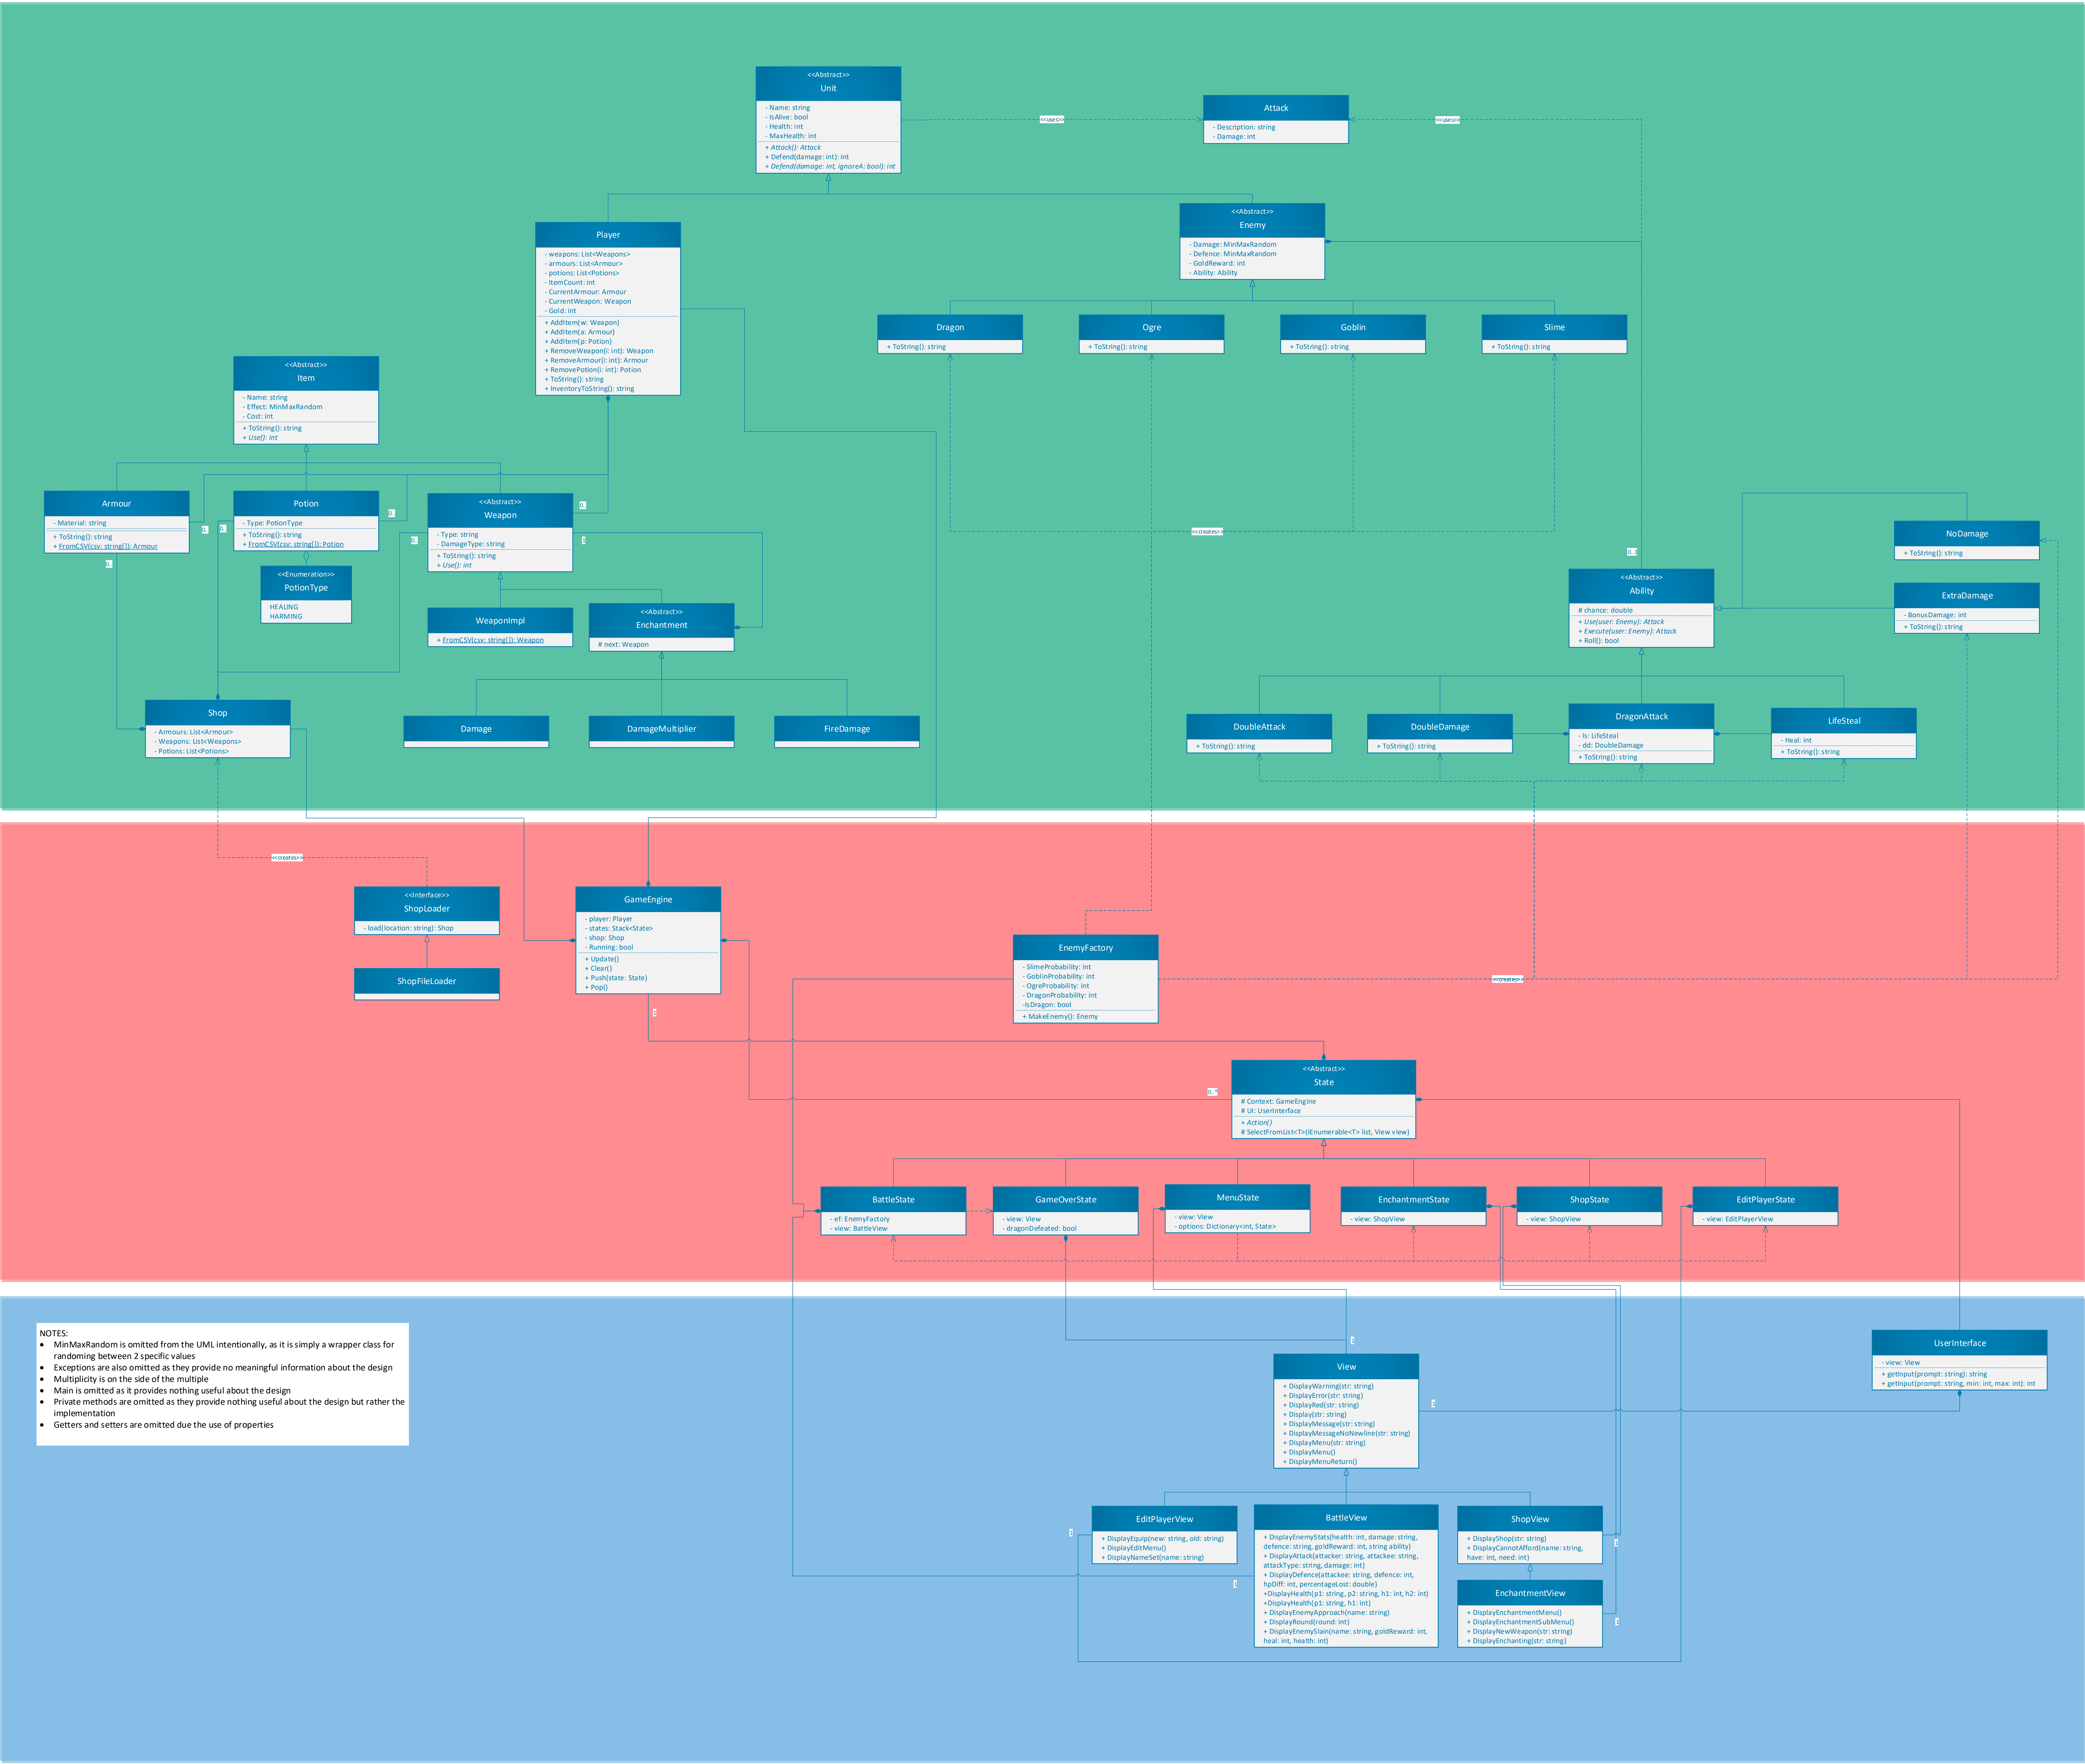 <<Abstract>>
Unit
- Name: string
- IsAlive: bool
- Health: int
- MaxHealth: int
+ Attack(): Attack
+ Defend(damage: int): int
+ Defend(damage: int, ignoreA: bool): int
<<uses>>
Attack
- Description: string
- Damage: int
<<uses>>
Player
- weapons: List<Weapons>
- armours: List<Armour>
- potions: List<Potions>
- ItemCount: int
- CurrentArmour: Armour
- CurrentWeapon: Weapon
- Gold: int
+ AddItem(w: Weapon)
+ AddItem(a: Armour)
+ AddItem(p: Potion)
+ RemoveWeapon(i: int): Weapon
+ RemoveArmour(i: int): Armour
+ RemovePotion(i: int): Potion
+ ToString(): string
+ InventoryToString(): string
<<Abstract>>
Enemy
- Damage: MinMaxRandom
- Defence: MinMaxRandom
- GoldReward: int
- Ability: Ability
Dragon
+ ToString(): string
Ogre
+ ToString(): string
Goblin
+ ToString(): string
Slime
+ ToString(): string
<<creates>>
<<Abstract>>
Item
- Name: string
- Effect: MinMaxRandom
- Cost: int
+ ToString(): string
+ Use(): int
Armour
- Material: string
+ ToString(): string
+ FromCSV(csv: string[]): Armour
Potion
- Type: PotionType
+ ToString(): string
+ FromCSV(csv: string[]): Potion
<<Enumeration>>
PotionType
HEALING
HARMING
<<Abstract>>
Weapon
- Type: string
- DamageType: string
+ ToString(): string
+ Use(): int
WeaponImpl
+ FromCSV(csv: string[]): Weapon
<<Abstract>>
Enchantment
# next: Weapon
Damage
DamageMultiplier
FireDamage
Shop
- Armours: List<Armour>
- Weapons: List<Weapons>
- Potions: List<Potions>
NoDamage
+ ToString(): string
ExtraDamage
- BonusDamage: int
+ ToString(): string
0..1
<<Abstract>>
Ability
# chance: double
+ Use(user: Enemy): Attack
+ Execute(user: Enemy): Attack
+ Roll(): bool
DoubleAttack
+ ToString(): string
DoubleDamage
+ ToString(): string
DragonAttack
- ls: LifeSteal
- dd: DoubleDamage
+ ToString(): string
LifeSteal
- Heal: int
+ ToString(): string
<<creates>>
<<Interface>>
ShopLoader
- load(location: string): Shop
ShopFileLoader
GameEngine
- player: Player
- states: Stack<State>
- shop: Shop
- Running: bool
+ Update()
+ Clear()
+ Push(state: State)
+ Pop()
1
EnemyFactory
- SlimeProbability: int
- GoblinProbability: int
- OgreProbability: int
- DragonProbability: int
-IsDragon: bool
+ MakeEnemy(): Enemy
<<creates>>
0..*
<<Abstract>>
State
# Context: GameEngine
# UI: UserInterface
+ Action()
# SelectFromList<T>(IEnumerable<T> list, View view)
BattleState
- ef: EnemyFactory
- view: BattleView
GameOverState
- view: View
- dragonDefeated: bool
MenuState
- view: View
- options: Dictionary<int, State>
EnchantmentState
- view: ShopView
ShopState
- view: ShopView
EditPlayerState
- view: EditPlayerView
NOTES:
• MinMaxRandom is omitted from the UML intentionally, as it is simply a wrapper class for
randoming between 2 specific values
• Exceptions are also omitted as they provide no meaningful information about the design
• Multiplicity is on the side of the multiple
• Main is omitted as it provides nothing useful about the design
• Private methods are omitted as they provide nothing useful about the design but rather the
implementation
• Getters and setters are omitted due the use of properties
View
+ DisplayWarning(str: string)
+ DisplayError(str: string)
+ DisplayRed(str: string)
+ Display(str: string)
+ DisplayMessage(str: string)
+ DisplayMessageNoNewline(str: string)
+ DisplayMenu(str: string)
+ DisplayMenu()
+ DisplayMenuReturn()
UserInterface
- view: View
+ getInput(prompt: string): string
+ getInput(prompt: string, min: int, max: int): int
EditPlayerView
+ DisplayEquip(new: string, old: string)
+ DisplayEditMenu()
+ DisplayNameSet(name: string)
BattleView
+ DisplayEnemyStats(health: int, damage: string,
defence: string, goldReward: int, string ability)
+ DisplayAttack(attacker: string, attackee: string,
attackType: string, damage: int)
+ DisplayDefence(attackee: string, defence: int,
hpDiff: int, percentageLost: double)
+DisplayHealth(p1: string, p2: string, h1: int, h2: int)
+DisplayHealth(p1: string, h1: int)
+ DisplayEnemyApproach(name: string)
+ DisplayRound(round: int)
+ DisplayEnemySlain(name: string, goldReward: int,
heal: int, health: int)
ShopView
+ DisplayShop(str: string)
+ DisplayCannotAfford(name: string,
have: int, need: int)
EnchantmentView
+ DisplayEnchantmentMenu()
+ DisplayEnchantmentSubMenu()
+ DisplayNewWeapon(str: string)
+ DisplayEnchanting(str: string)